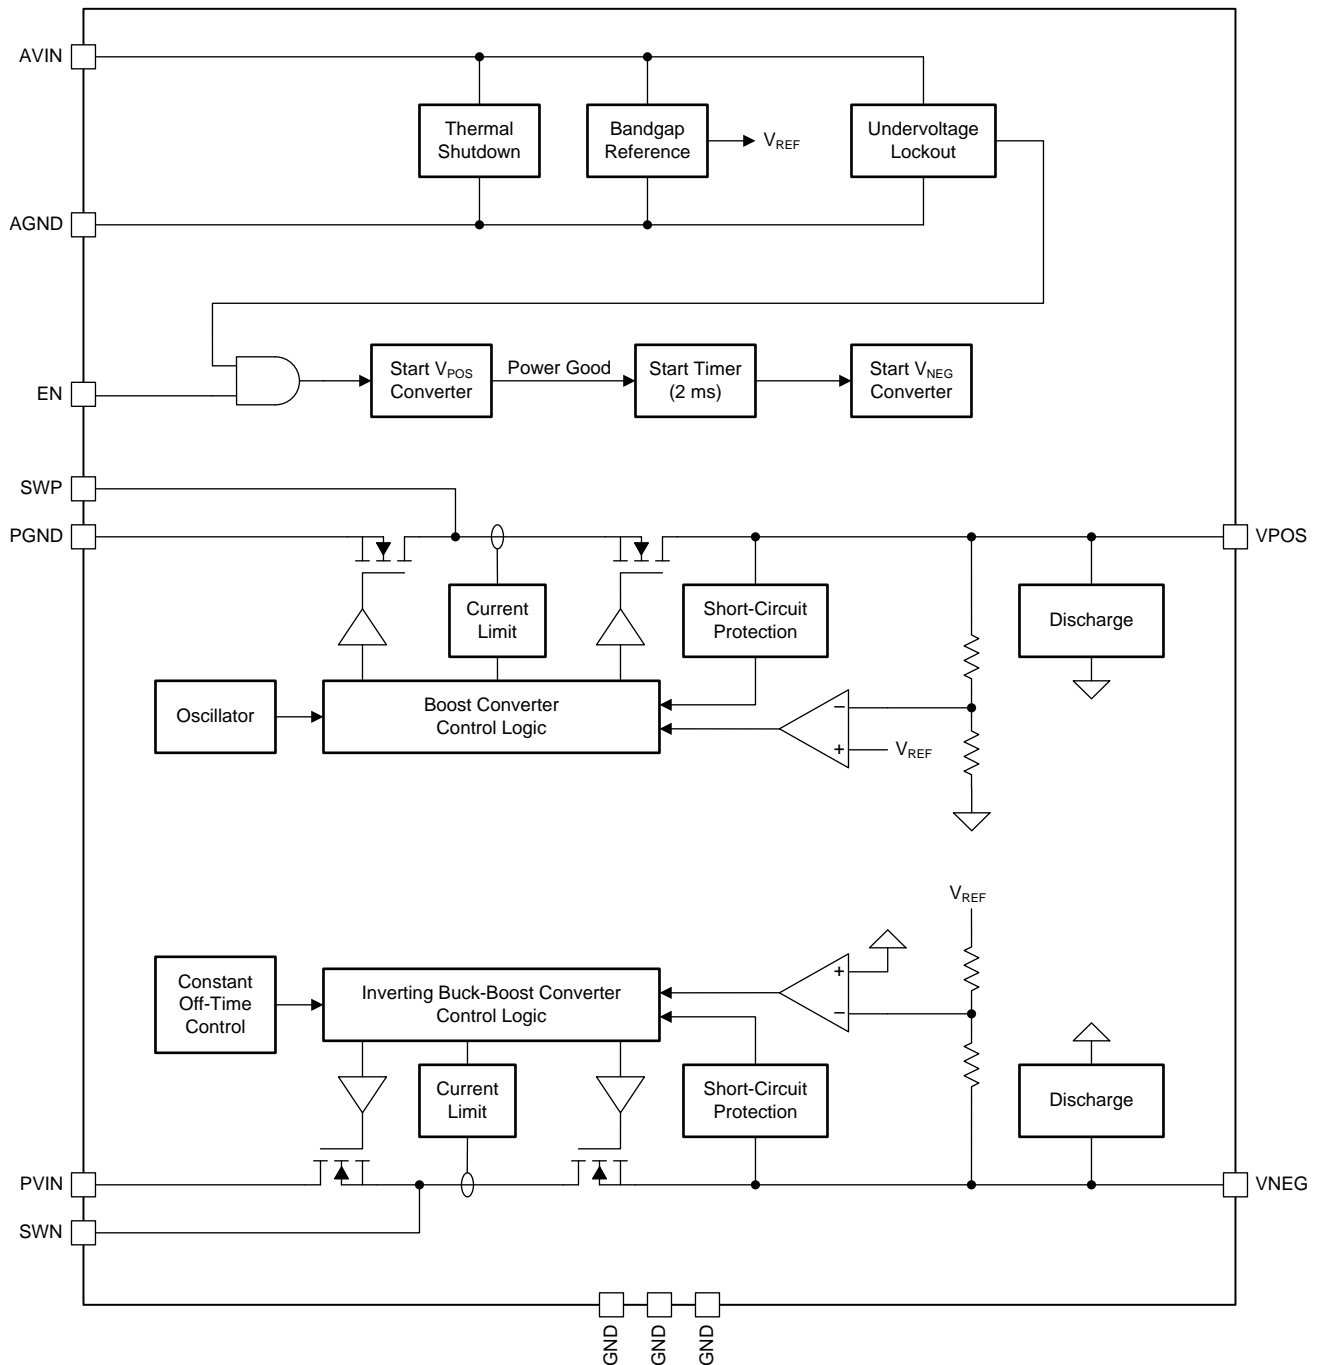 AVIN
Thermal
Shutdown
Bandgap
Reference
VREF
Undervoltage
Lockout
AGND
EN
Start VPOS
Converter
Power Good
Start Timer
(2 ms)
Start VNEG
Converter
SWP
PGND
VPOS
Current
Limit
Short-Circuit
Protection
Discharge
Oscillator
Boost Converter
Control Logic
−
+
VREF
VREF
Constant
Off-Time
Control
Inverting Buck-Boost Converter
Control Logic
+
−
Current
Limit
Short-Circuit
Protection
Discharge
PVIN
VNEG
SWN
GND
GND
GND